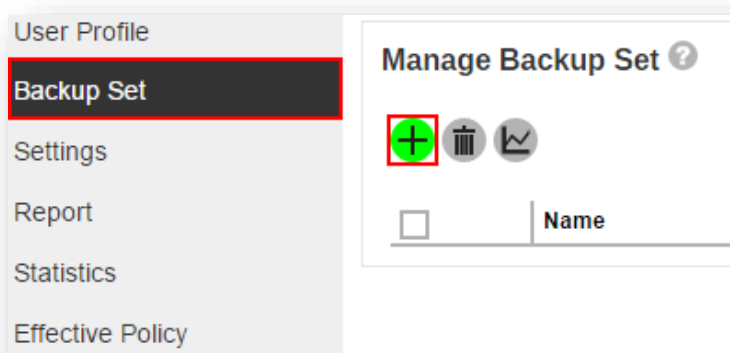 User Profile
Backup Set
Settings
Report
Statistics
Effective Policy
Manage Backup Set ?
Name